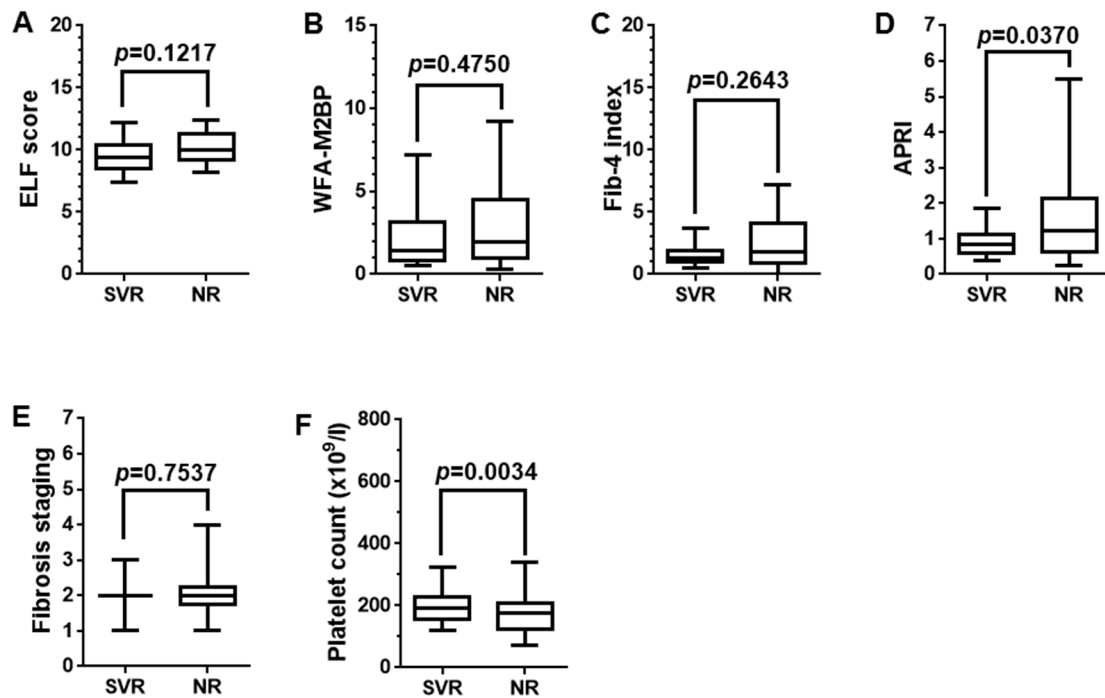 A
ELF score
20
15
10
5
0
p=0.1217
SVR NR
B
WFA-M2BP
15
10
5
0
p=0.4750
SVR NR
C
Fib-4 index
20
15
10
5
0
p=0.2643
SVR NR
D
APRI
7
6
5
4
3
2
1
0
p=0.0370
SVR NR
E
Fibrosis staging
7
6
5
4
3
2
1
0
p=0.7537
SVR NR
F
Platelet count (x10⁹/l)
800
600
400
200
0
p=0.0034
SVR NR